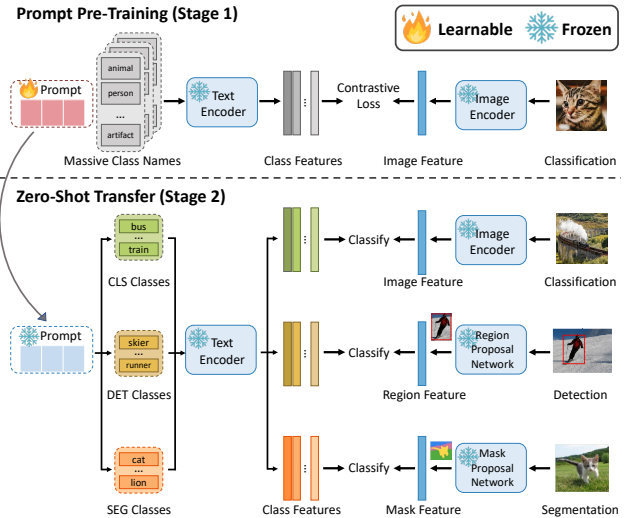 Prompt Pre-Training (Stage 1)
Learnable
Frozen
Prompt
animal
person
...
artifact
Massive Class Names
Text
Encoder
...
Class Features
Contrastive
Loss
Image Feature
Image
Encoder
Classification
Zero-Shot Transfer (Stage 2)
bus
...
train
CLS Classes
...
Classify
Image Feature
Image
Encoder
Classification
Prompt
skier
...
runner
DET Classes
Text
Encoder
...
Classify
Region Feature
Region
Proposal
Network
Detection
cat
...
lion
SEG Classes
...
Class Features
Classify
Mask Feature
Mask
Proposal
Network
Segmentation